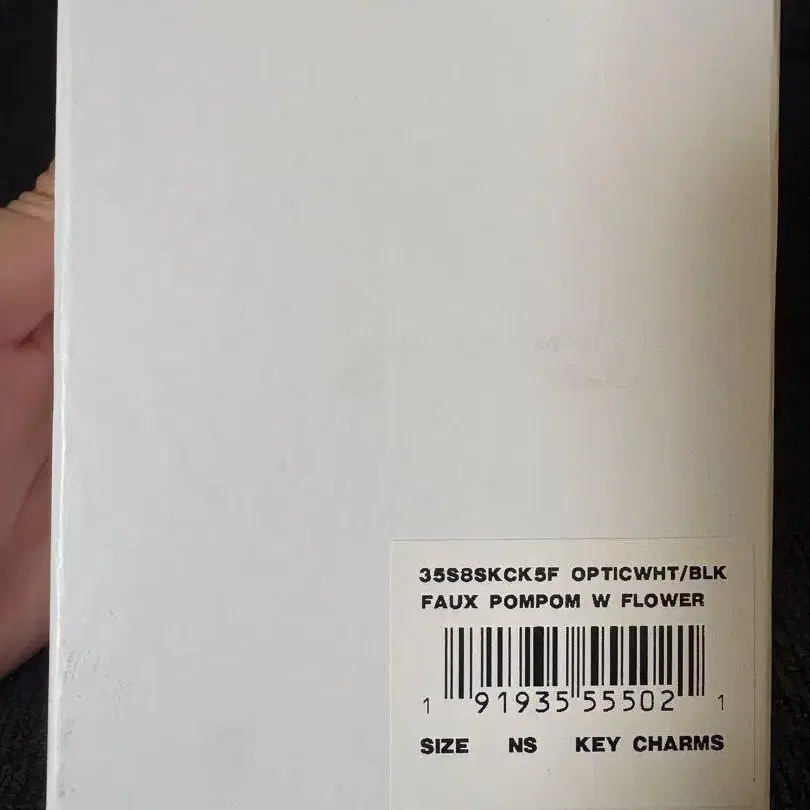 35S8SKCK5F OPTICWHT/BLK
FAUX POMPOM W FLOWER
1 91935 55502 1
SIZE NS KEY CHARMS